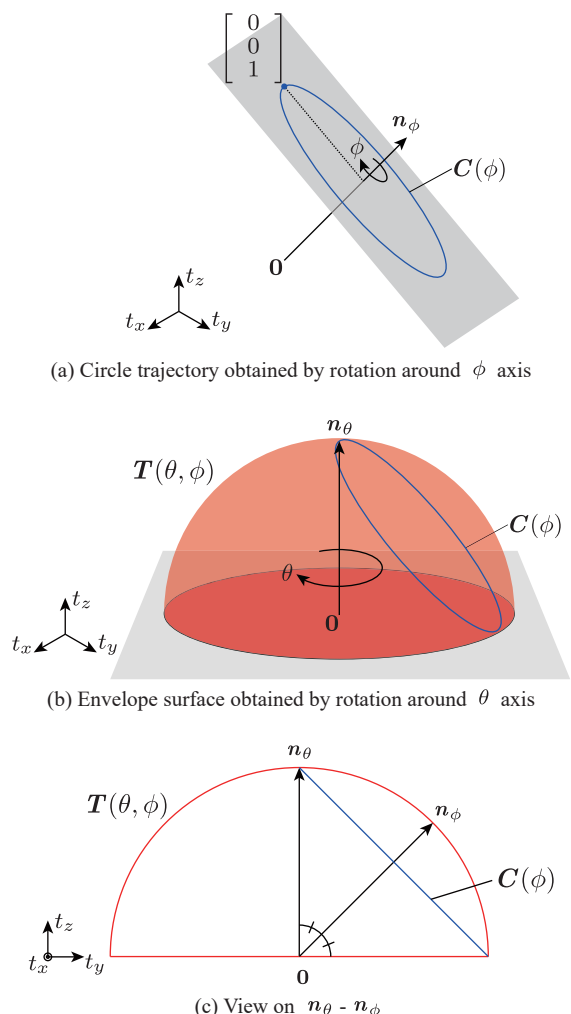 0
0
1
n_ϕ
ϕ
C(ϕ)
0
t_z
t_x t_y
(a) Circle trajectory obtained by rotation around ϕ axis
n_θ
T(θ, ϕ)
C(ϕ)
θ
t_z
0
t_x t_y
(b) Envelope surface obtained by rotation around θ axis
n_θ
T(θ, ϕ)
n_ϕ
C(ϕ)
t_z
t_x t_y
0
(c) View on n_θ - n_ϕ